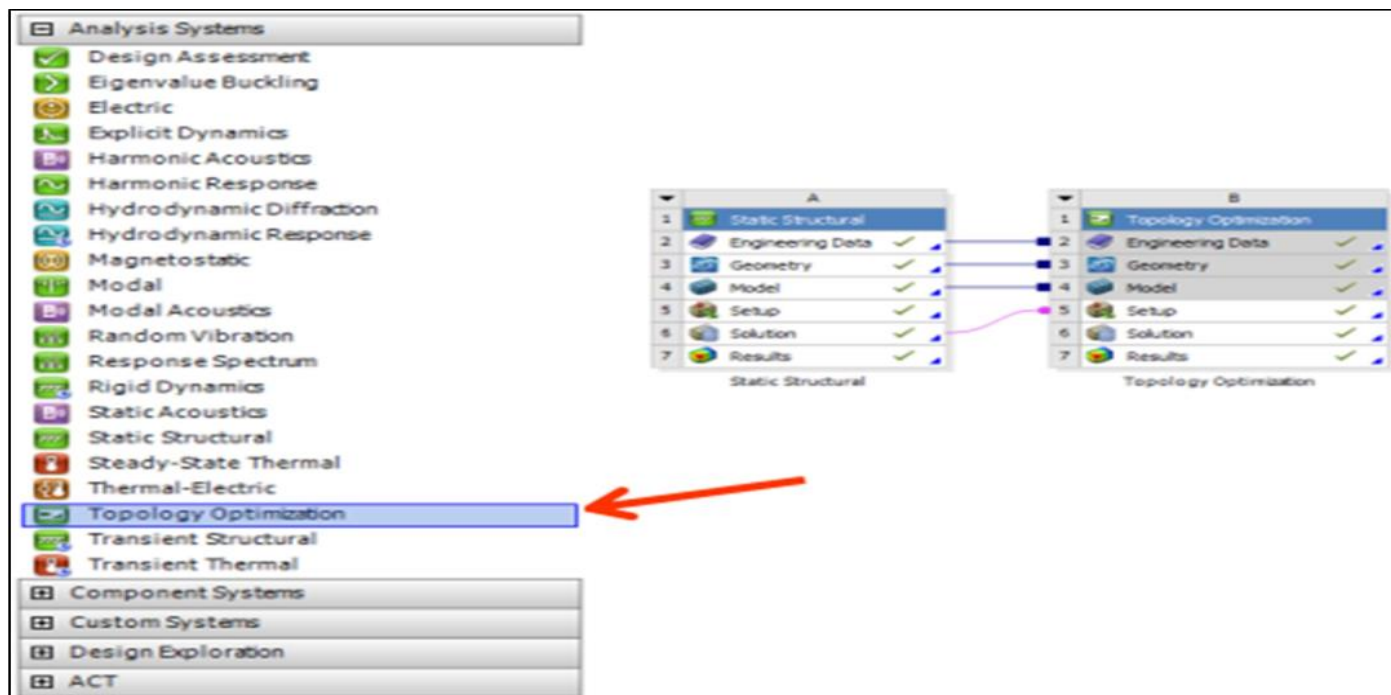 Analysis Systems
Design Assessment
Eigenvalue Buckling
Electric
Explicit Dynamics
Harmonic Acoustics
Harmonic Response
Hydrodynamic Diffraction
Hydrodynamic Response
Magnetostatic
Modal
Modal Acoustics
Random Vibration
Response Spectrum
Rigid Dynamics
Static Acoustics
Static Structural
Steady-State Thermal
Thermal-Electric
Topology Optimization
Transient Structural
Transient Thermal
Component Systems
Custom Systems
Design Exploration
ACT
A
1 Static Structural
2 Engineering Data
3 Geometry
4 Model
5 Setup
6 Solution
7 Results
Static Structural
B
1 Topology Optimization
2 Engineering Data
3 Geometry
4 Model
5 Setup
6 Solution
7 Results
Topology Optimization